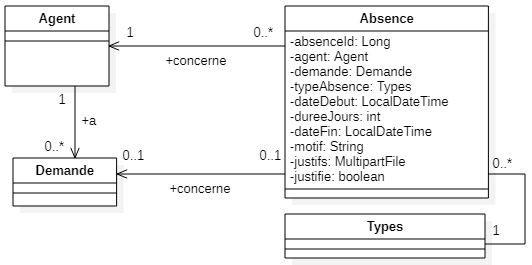 Agent
Absence
1
0..*
+concerne
-absenceId: Long
-agent: Agent
-demande: Demande
-typeAbsence: Types
-dateDebut: LocalDateTime
-dureeJours: int
-dateFin: LocalDateTime
-motif: String
-justifs: MultipartFile
-justifie: boolean
1
+a
0..*
Demande
0..1
0..1
+concerne
0..*
Types
1